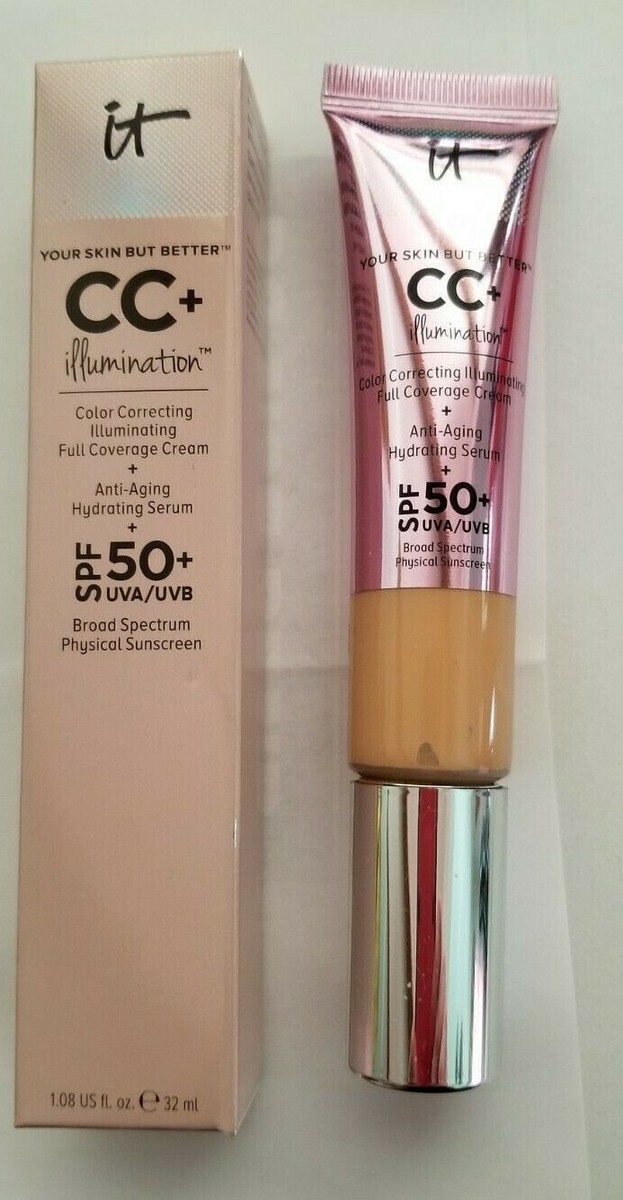 it
YOUR SKIN BUT BETTER™
CC+
illumination™
Color Correcting
Illuminating
Full Coverage Cream
+
Anti-Aging
Hydrating Serum
+
SPF 50+
UVA/UVB
Broad Spectrum
Physical Sunscreen
1.08 US fl. oz. ℮ 32 ml
it
YOUR SKIN BUT BETTER™
CC+
illumination™
Color Correcting Illuminating
Full Coverage Cream
+
Anti-Aging
Hydrating Serum
+
SPF 50+
UVA/UVB
Broad Spectrum
Physical Sunscreen